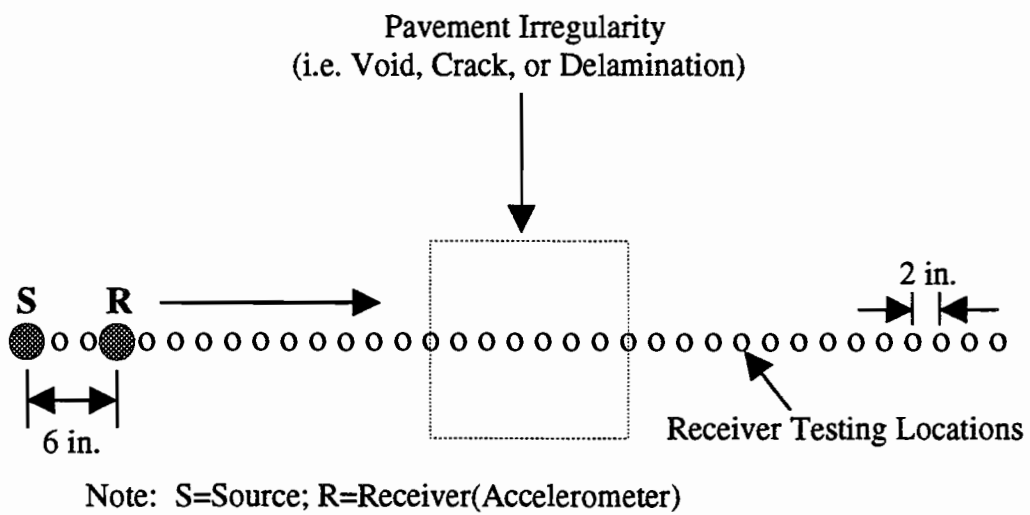 Pavement Irregularity
(i.e. Void, Crack, or Delamination)
2 in.
S R
6 in.
Receiver Testing Locations
Note: S=Source; R=Receiver(Accelerometer)